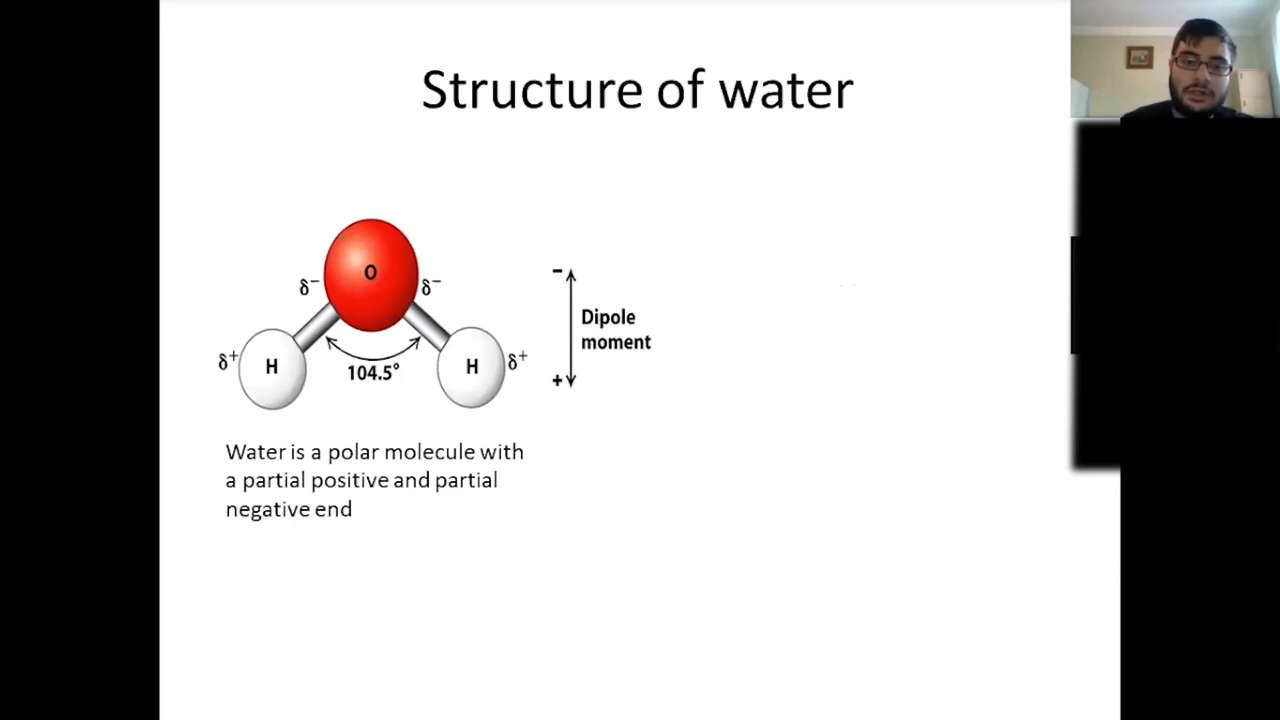 Structure of water
O
δ⁻
δ⁻
−
Dipole
moment
δ⁺
H
H
δ⁺
104.5°
+
Water is a polar molecule with
a partial positive and partial
negative end